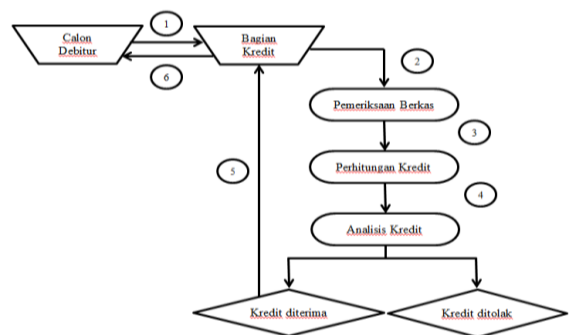 1
Calon
Debitur
Bagian
Kredit
6
2
Pemeriksaan Berkas
3
Perhitungan Kredit
5
4
Analisis Kredit
Kredit diterima
Kredit ditolak